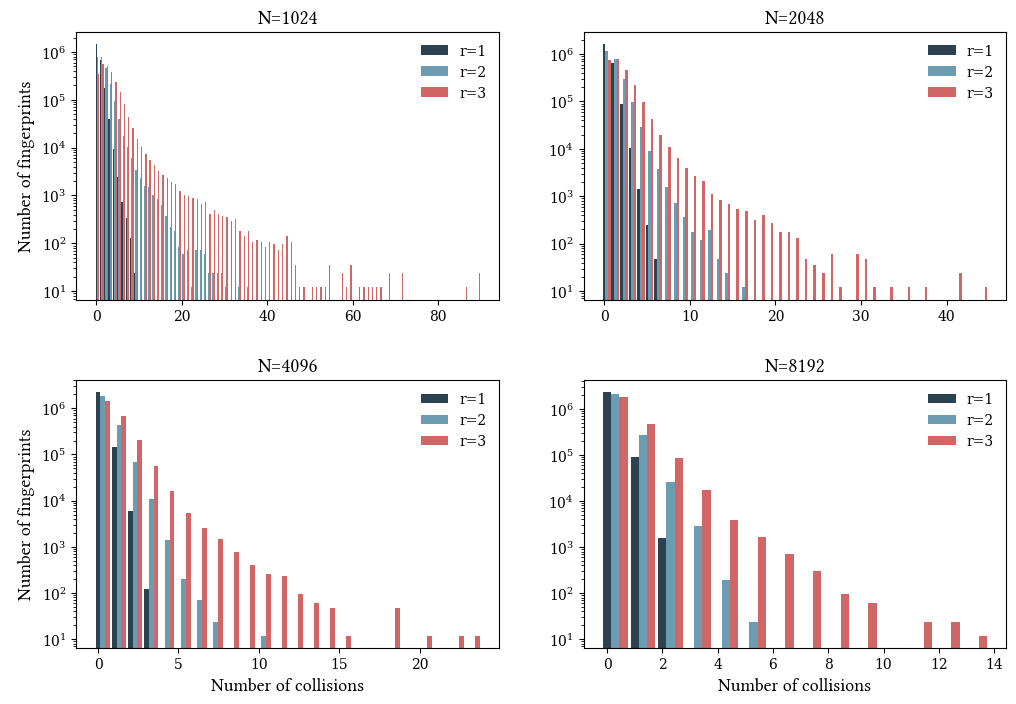 N=1024
Number of fingerprints
10^6
10^5
10^4
10^3
10^2
10^1
0 20 40 60 80
r=1
r=2
r=3
N=2048
10^6
10^5
10^4
10^3
10^2
10^1
0 10 20 30 40
r=1
r=2
r=3
N=4096
Number of fingerprints
10^6
10^5
10^4
10^3
10^2
10^1
0 5 10 15 20
Number of collisions
r=1
r=2
r=3
N=8192
10^6
10^5
10^4
10^3
10^2
10^1
0 2 4 6 8 10 12 14
Number of collisions
r=1
r=2
r=3